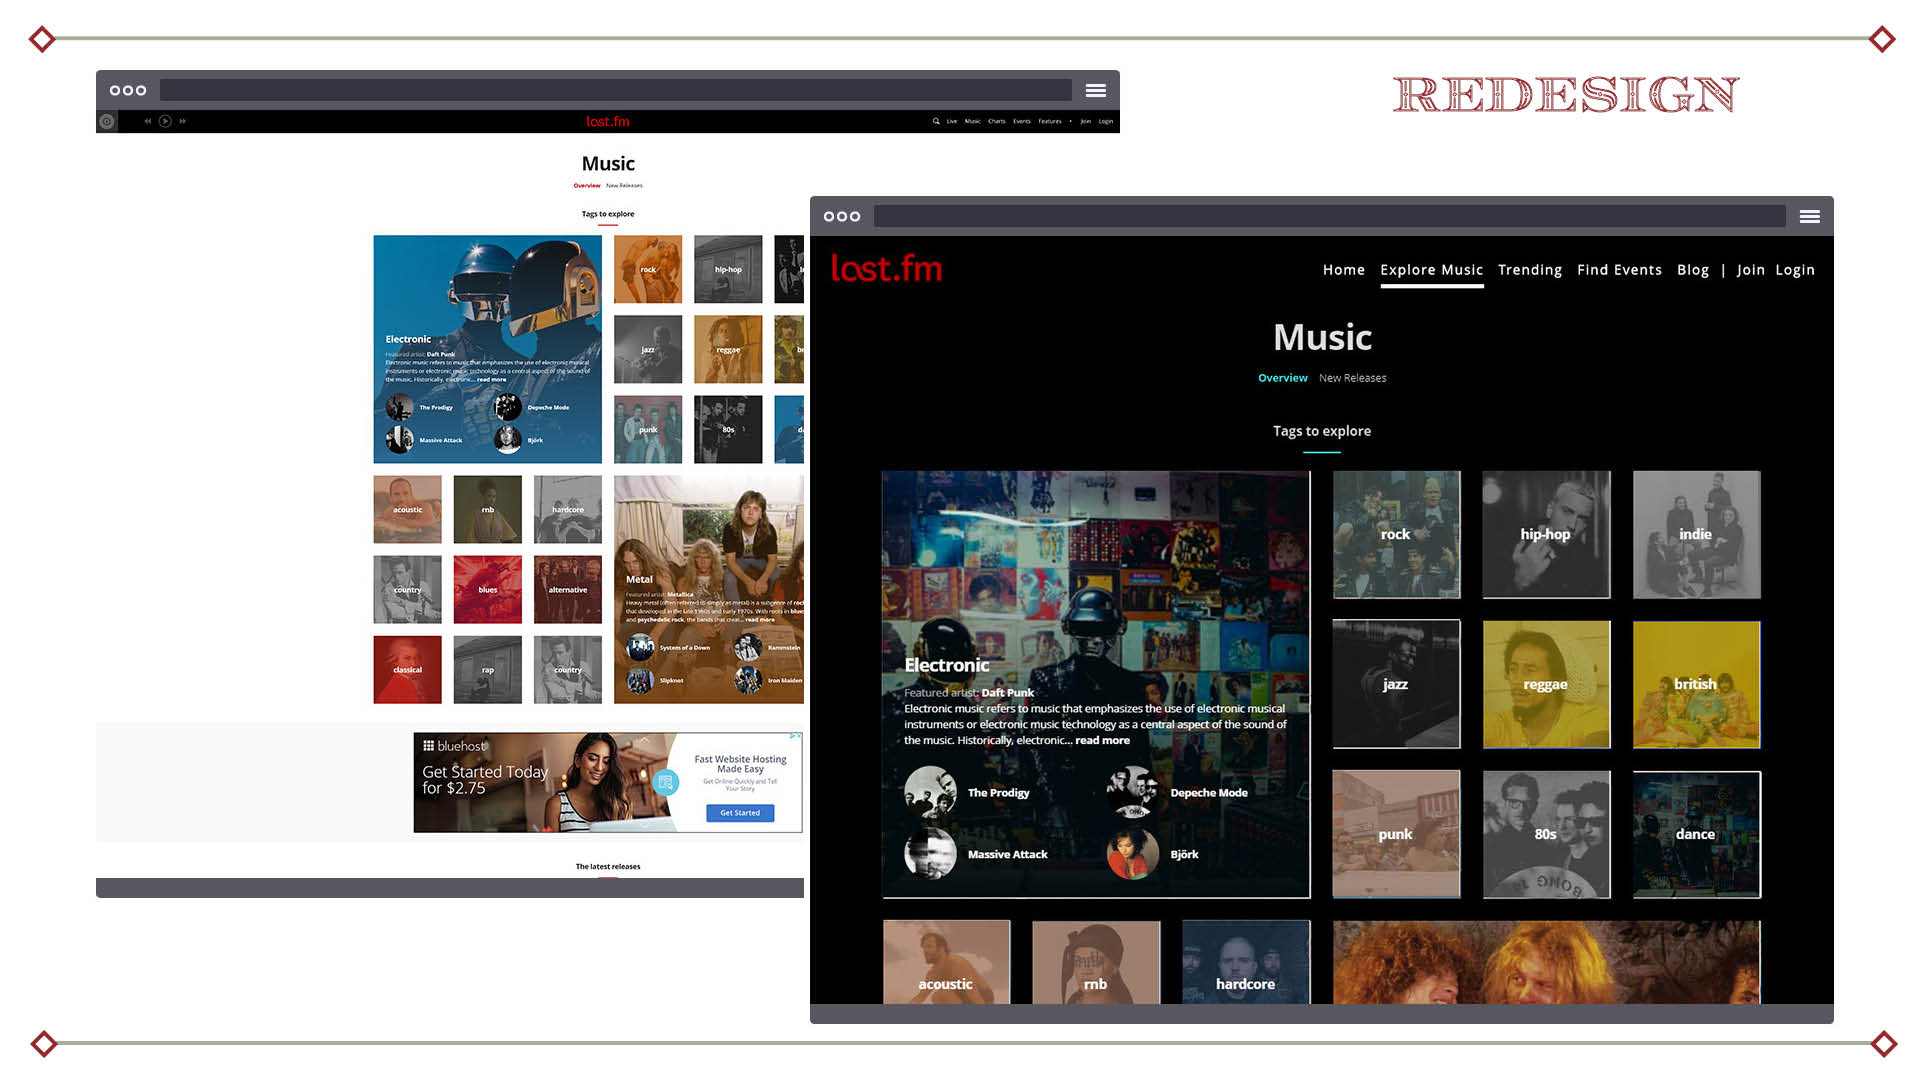 REDESIGN
last.fm
Live Music Charts Events Features • Join Login
Music
Overview New Releases
Tags to explore
Electronic
Featured artist: Daft Punk
Electronic music refers to music that emphasizes the use of electronic musical
instruments or electronic music technology as a central aspect of the sound of
the music. Historically, electronic... read more
The Prodigy
Depeche Mode
Massive Attack
Björk
rock
hip-hop
jazz
reggae
punk
80s
acoustic
rnb
hardcore
country
blues
alternative
classical
rap
country
Metal
Featured artist: Metallica
Heavy metal (often referred to simply as metal) is a subgenre of
that developed in the late 1960s and early 1970s. With roots in
and psychedelic rock, the bands that creat... read more
System of a Down
Rammstein
Slipknot
Iron Maiden
bluehost
Get Started Today
for $2.75
Fast Website Hosting
Made Easy
Get Online Quickly and Tell
Your Story
Get Started
The latest releases
last.fm
Home Explore Music Trending Find Events Blog | Join Login
Music
Overview New Releases
Tags to explore
Electronic
Featured artist: Daft Punk
Electronic music refers to music that emphasizes the use of electronic musical
instruments or electronic music technology as a central aspect of the sound of
the music. Historically, electronic... read more
The Prodigy
Depeche Mode
Massive Attack
Björk
rock
hip-hop
indie
jazz
reggae
british
punk
80s
dance
acoustic
rnb
hardcore